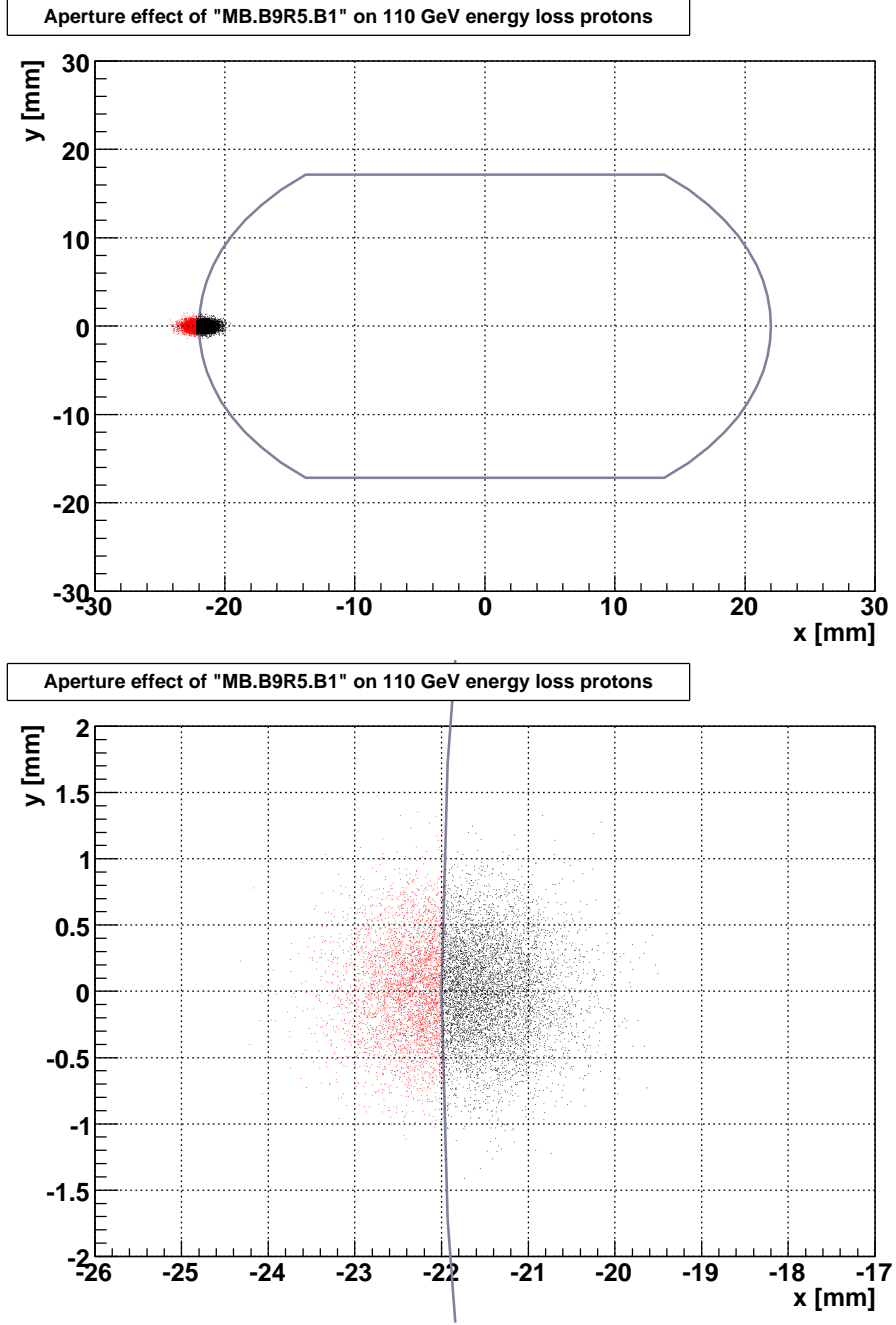 Aperture effect of "MB.B9R5.B1" on 110 GeV energy loss protons
y [mm]
30
20
10
0
-10
-20
-30
-30 -20 -10 0 10 20 30
x [mm]
Aperture effect of "MB.B9R5.B1" on 110 GeV energy loss protons
y [mm]
2
1.5
1
0.5
0
-0.5
-1
-1.5
-2
-26 -25 -24 -23 -22 -21 -20 -19 -18 -17
x [mm]